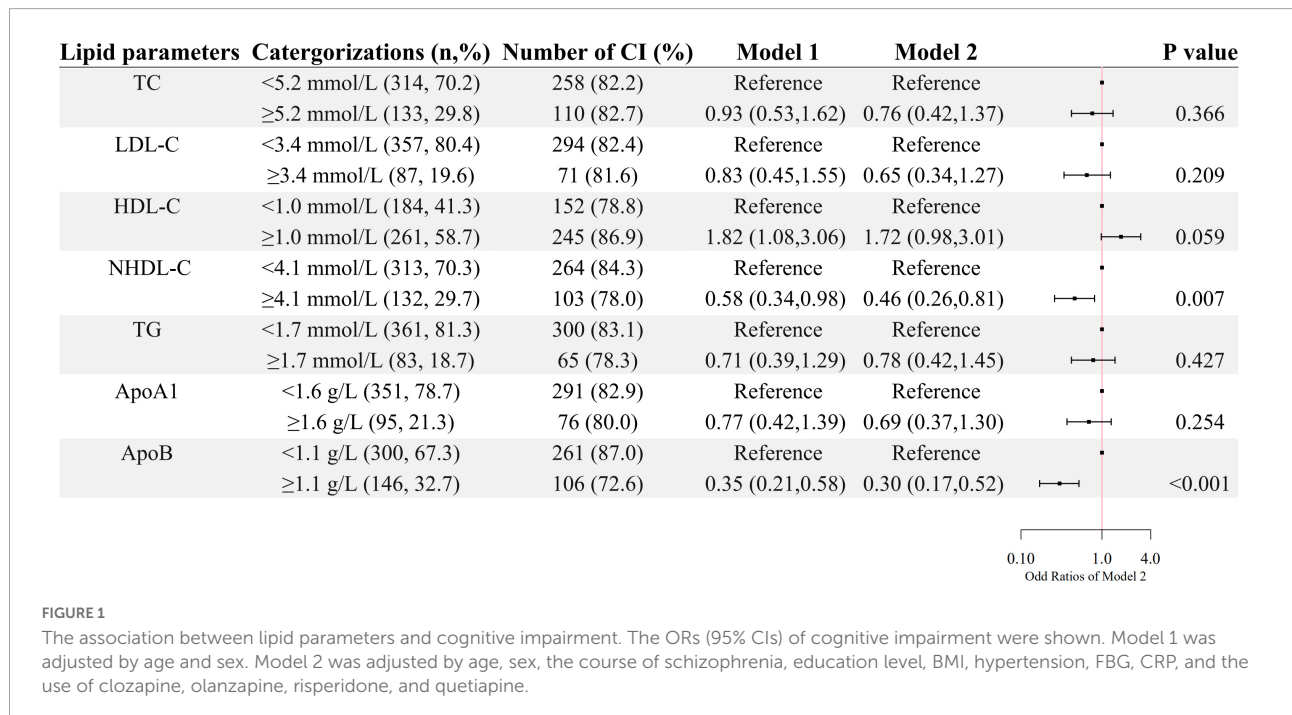 Lipid parameters Catergorizations (n,%) Number of CI (%) Model 1 Model 2 P value
TC <5.2 mmol/L (314, 70.2) 258 (82.2) Reference Reference
≥5.2 mmol/L (133, 29.8) 110 (82.7) 0.93 (0.53,1.62) 0.76 (0.42,1.37) 0.366
LDL-C <3.4 mmol/L (357, 80.4) 294 (82.4) Reference Reference
≥3.4 mmol/L (87, 19.6) 71 (81.6) 0.83 (0.45,1.55) 0.65 (0.34,1.27) 0.209
HDL-C <1.0 mmol/L (184, 41.3) 152 (78.8) Reference Reference
≥1.0 mmol/L (261, 58.7) 245 (86.9) 1.82 (1.08,3.06) 1.72 (0.98,3.01) 0.059
NHDL-C <4.1 mmol/L (313, 70.3) 264 (84.3) Reference Reference
≥4.1 mmol/L (132, 29.7) 103 (78.0) 0.58 (0.34,0.98) 0.46 (0.26,0.81) 0.007
TG <1.7 mmol/L (361, 81.3) 300 (83.1) Reference Reference
≥1.7 mmol/L (83, 18.7) 65 (78.3) 0.71 (0.39,1.29) 0.78 (0.42,1.45) 0.427
ApoA1 <1.6 g/L (351, 78.7) 291 (82.9) Reference Reference
≥1.6 g/L (95, 21.3) 76 (80.0) 0.77 (0.42,1.39) 0.69 (0.37,1.30) 0.254
ApoB <1.1 g/L (300, 67.3) 261 (87.0) Reference Reference
≥1.1 g/L (146, 32.7) 106 (72.6) 0.35 (0.21,0.58) 0.30 (0.17,0.52) <0.001
0.10 1.0 4.0
Odd Ratios of Model 2
FIGURE 1
The association between lipid parameters and cognitive impairment. The ORs (95% CIs) of cognitive impairment were shown. Model 1 was
adjusted by age and sex. Model 2 was adjusted by age, sex, the course of schizophrenia, education level, BMI, hypertension, FBG, CRP, and the
use of clozapine, olanzapine, risperidone, and quetiapine.